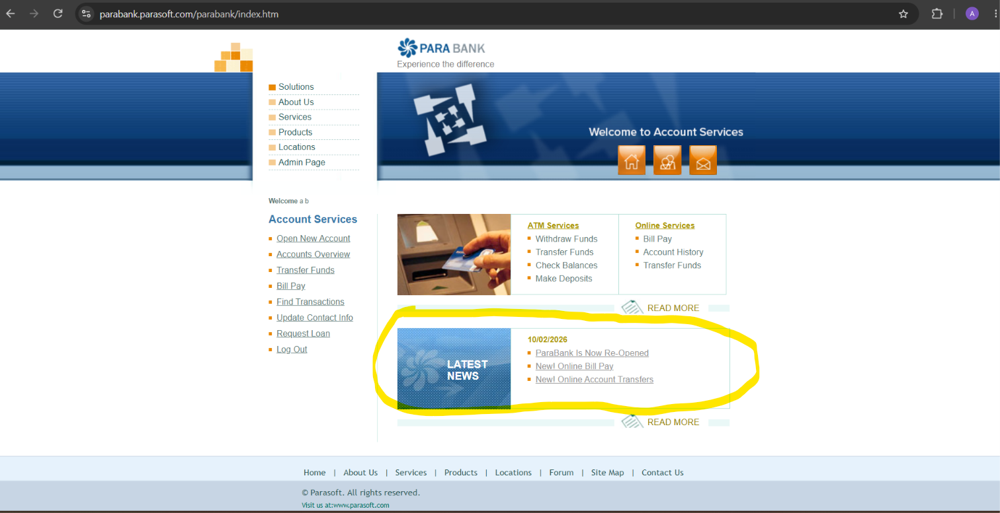 parabank.parasoft.com/parabank/index.htm
A
PARA BANK
Experience the difference
Solutions
About Us
Services
Products
Locations
Admin Page
Welcome to Account Services
Welcome a b
Account Services
Open New Account
Accounts Overview
Transfer Funds
Bill Pay
Find Transactions
Update Contact Info
Request Loan
Log Out
ATM Services
Withdraw Funds
Transfer Funds
Check Balances
Make Deposits
Online Services
Bill Pay
Account History
Transfer Funds
READ MORE
LATEST
NEWS
10/02/2026
ParaBank Is Now Re-Opened
New! Online Bill Pay
New! Online Account Transfers
READ MORE
Home | About Us | Services | Products | Locations | Forum | Site Map | Contact Us
© Parasoft. All rights reserved.
Visit us at:www.parasoft.com